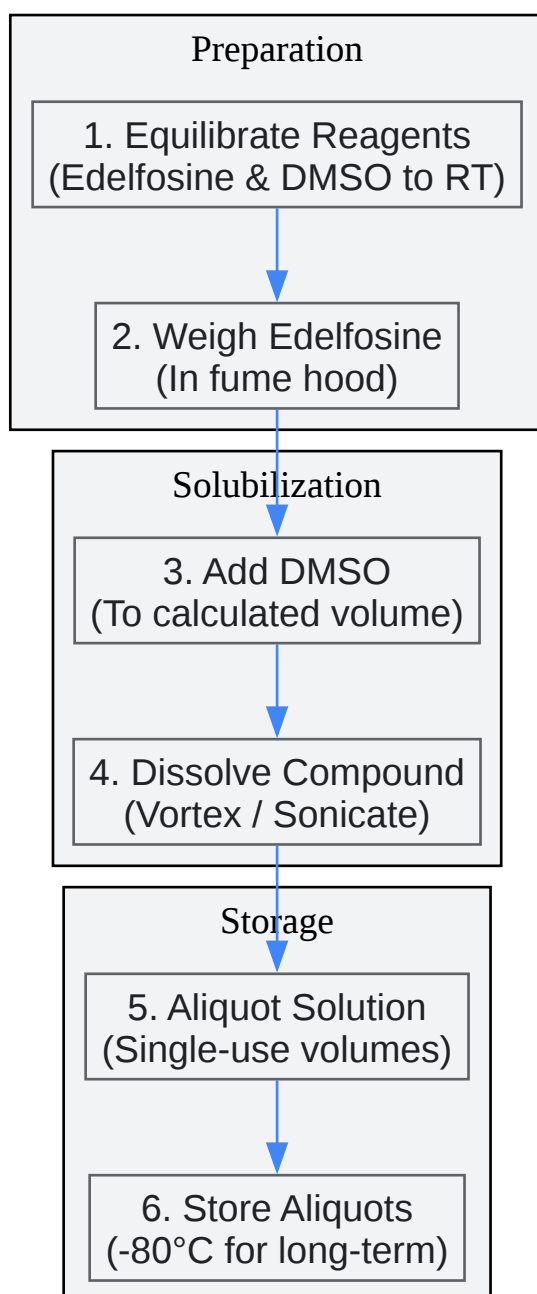 Preparation
1. Equilibrate Reagents
(Edelfosine & DMSO to RT)
2. Weigh Edelfosine
(In fume hood)
Solubilization
3. Add DMSO
(To calculated volume)
4. Dissolve Compound
(Vortex / Sonicate)
Storage
5. Aliquot Solution
(Single-use volumes)
6. Store Aliquots
(-80°C for long-term)